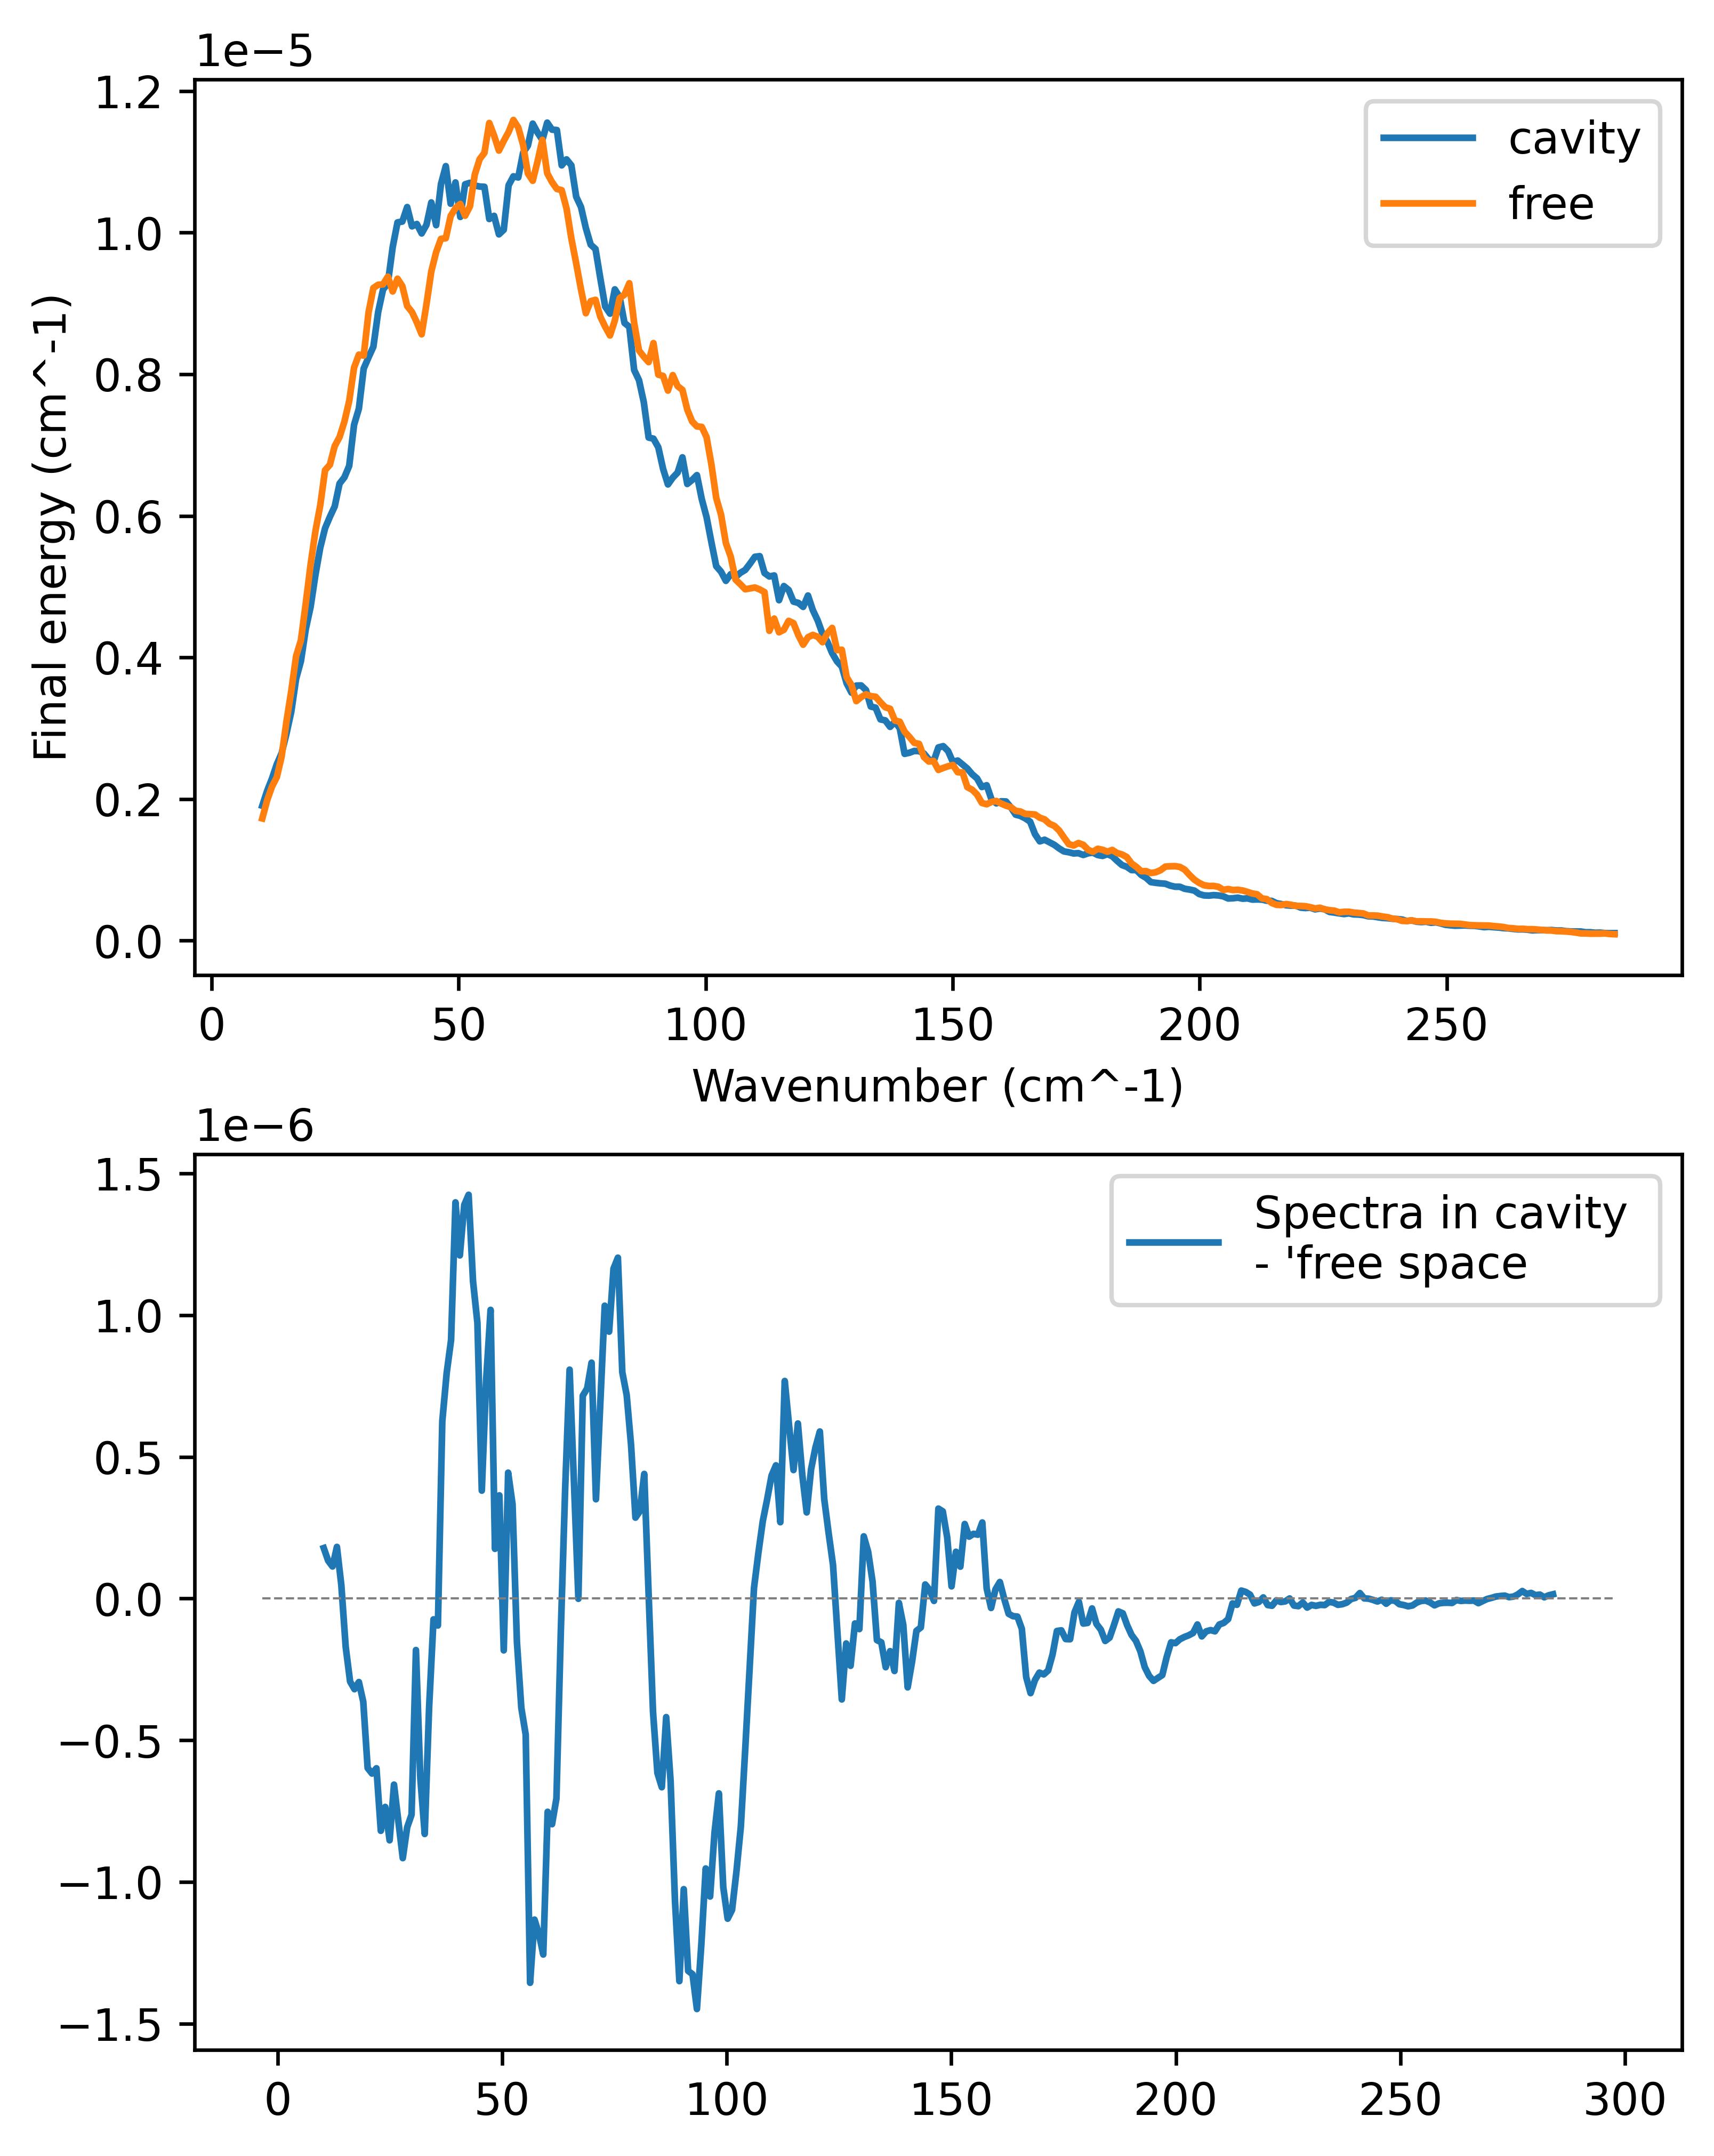 1e−5
1.2
1.0
0.8
0.6
0.4
0.2
0.0
Final energy (cm^-1)
cavity
free
0 50 100 150 200 250
Wavenumber (cm^-1)
1e−6
1.5
1.0
0.5
0.0
−0.5
−1.0
−1.5
Spectra in cavity
- 'free space
0 50 100 150 200 250 300